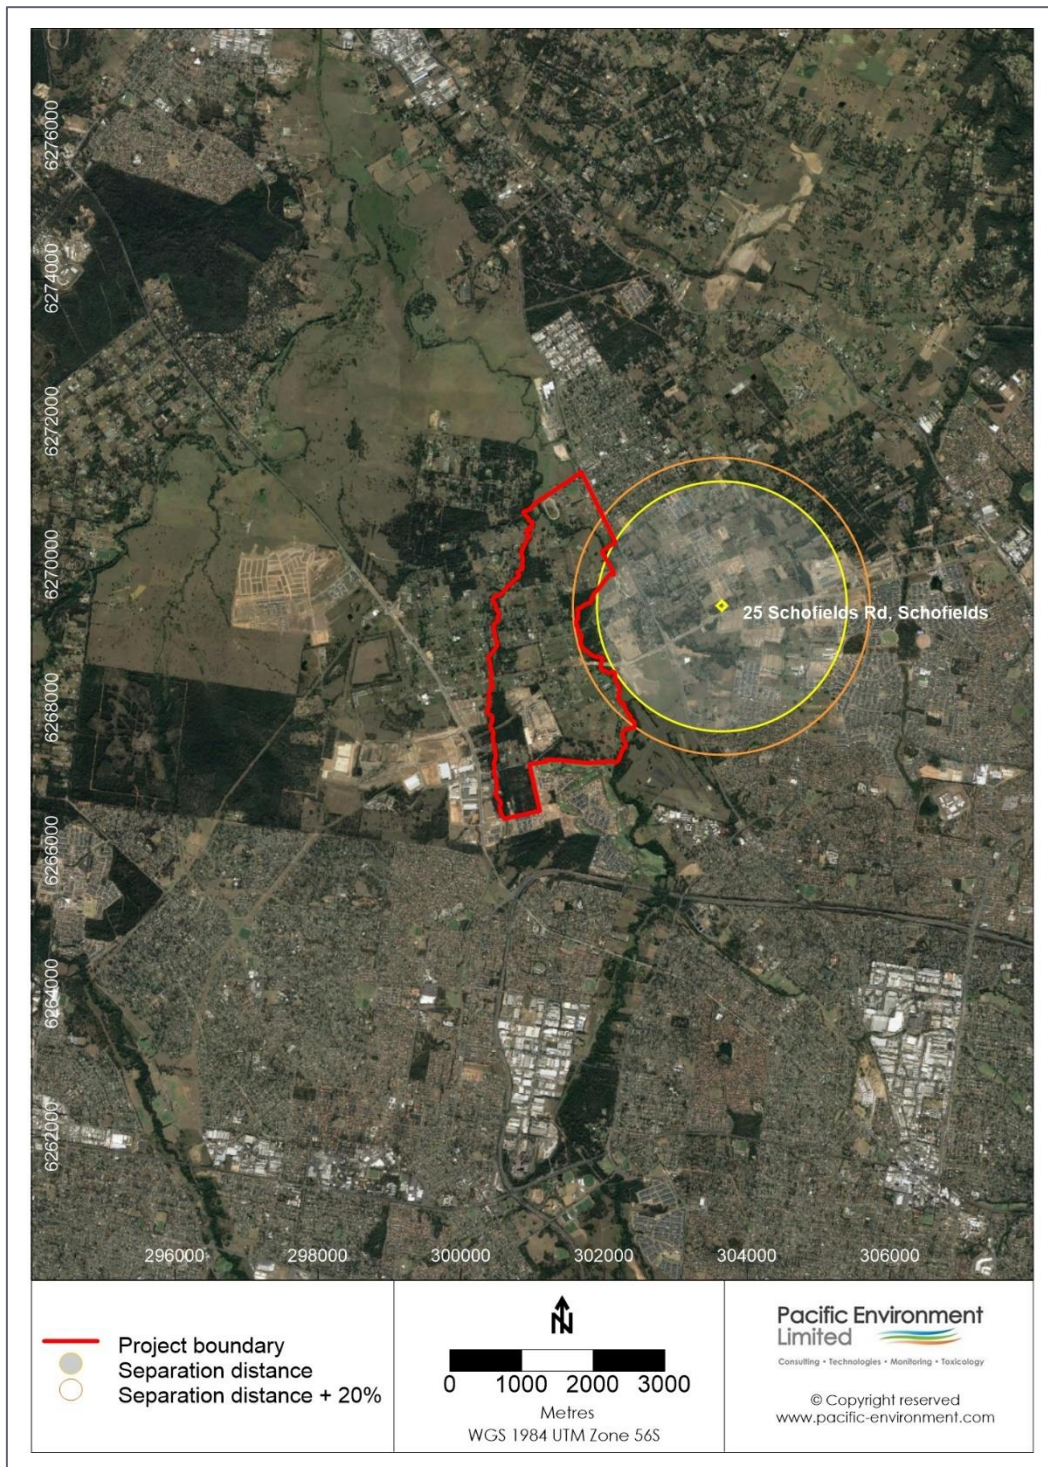 6276000
6274000
6272000
6270000
6268000
6266000
6264000
6262000
25 Schofields Rd, Schofields
296000 298000 300000 302000 304000 306000
Project boundary
Separation distance
Separation distance + 20%
N
0 1000 2000 3000
Metres
WGS 1984 UTM Zone 56S
Pacific Environment
Limited
Consulting • Technologies • Monitoring • Toxicology
© Copyright reserved
www.pacific-environment.com